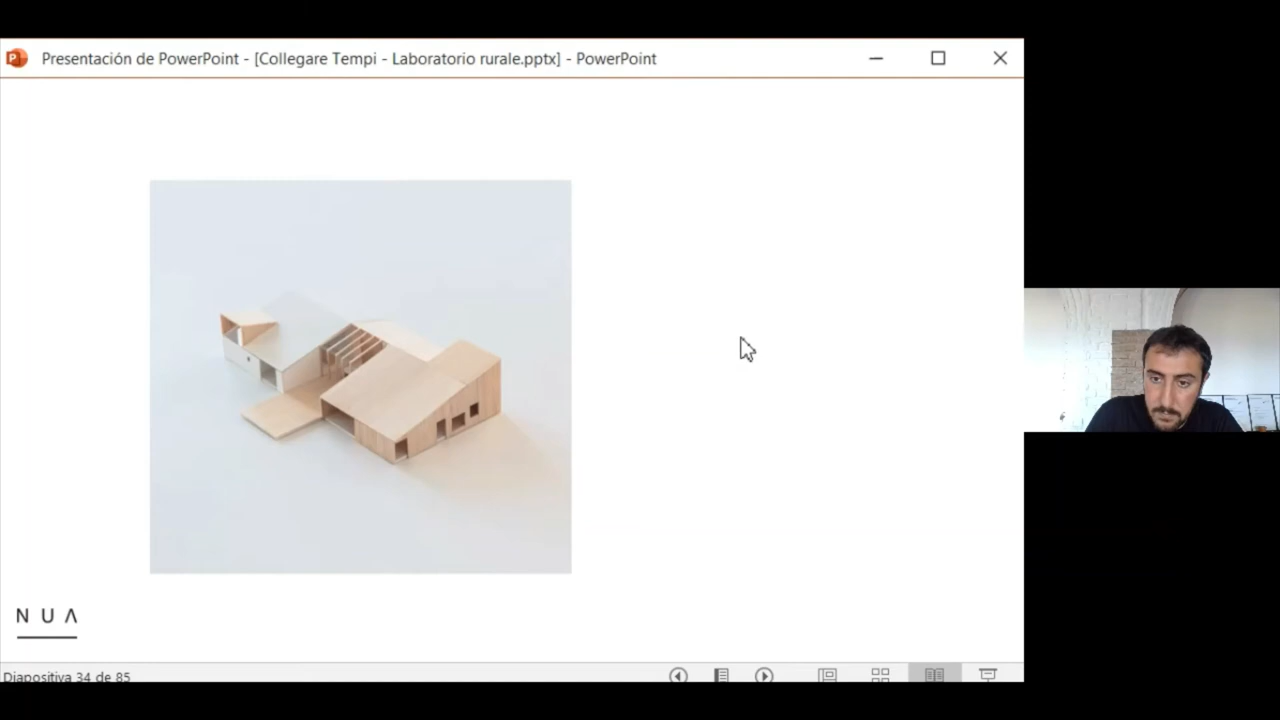 Presentación de PowerPoint - [Collegare Tempi - Laboratorio rurale.pptx] - PowerPoint
N U Λ
Diapositiva 34 de 85